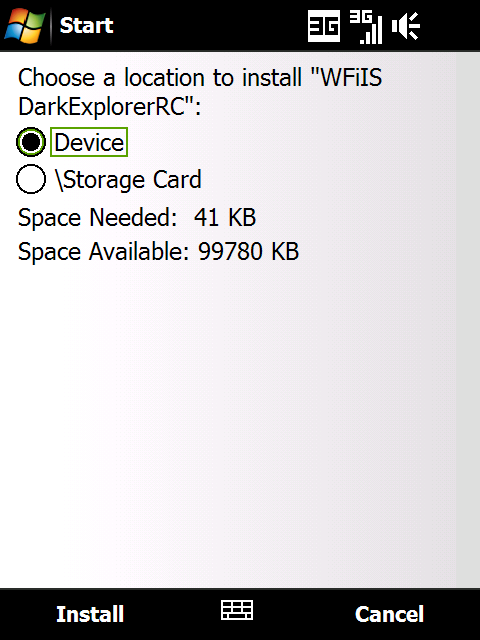 Start 3G 3G
Choose a location to install "WFiIS
DarkExplorerRC":
Device
\Storage Card
Space Needed: 41 KB
Space Available: 99780 KB
Install Cancel